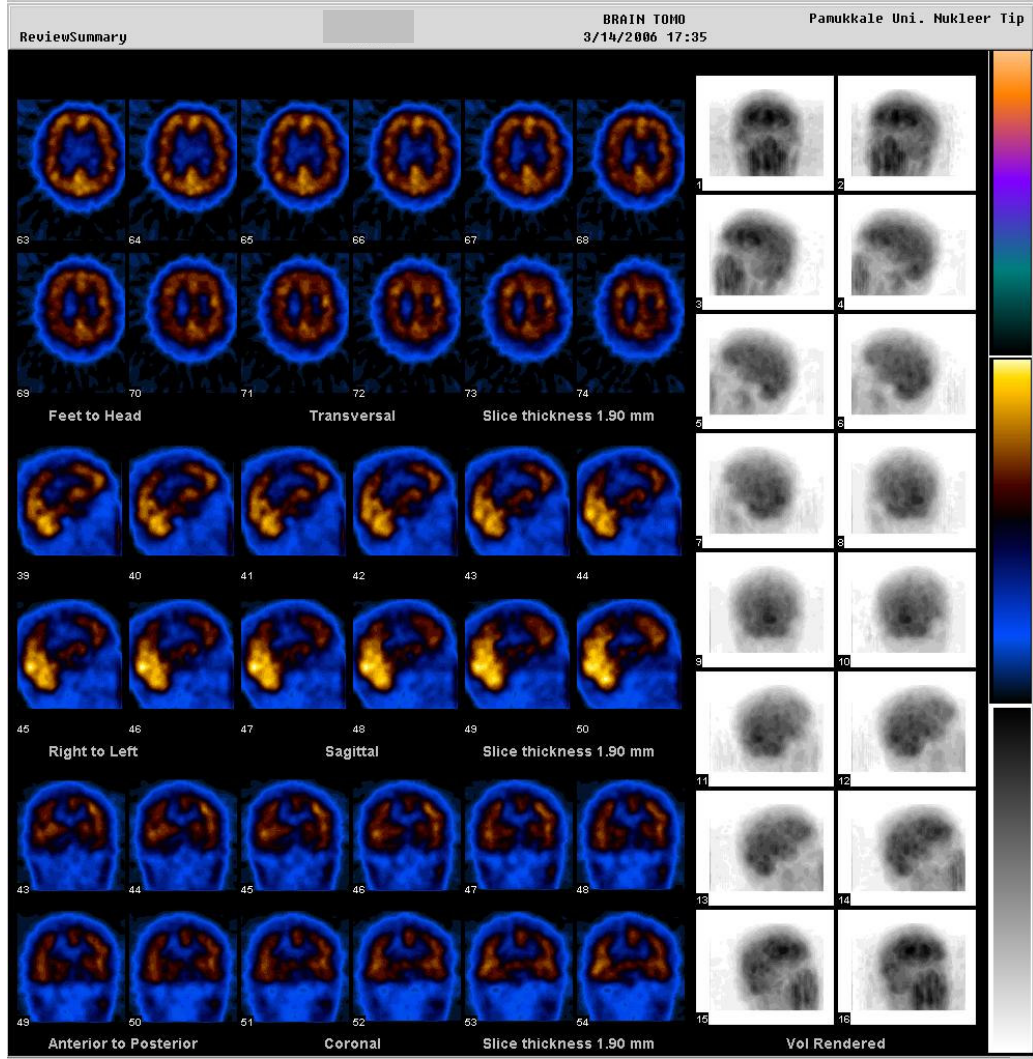 BRAIN TOMO
Pamukkale Uni. Nukleer Tip
ReviewSummary
3/14/2006 17:35
63 64 65 66 67 68
69 70 71 72 73 74
Feet to Head Transversal Slice thickness 1.90 mm
39 40 41 42 43 44
45 46 47 48 49 50
Right to Left Sagittal Slice thickness 1.90 mm
43 44 45 46 47 48
49 50 51 52 53 54
Anterior to Posterior Coronal Slice thickness 1.90 mm
1 2
3 4
5 6
7 8
9 10
11 12
13 14
15 16
Vol Rendered